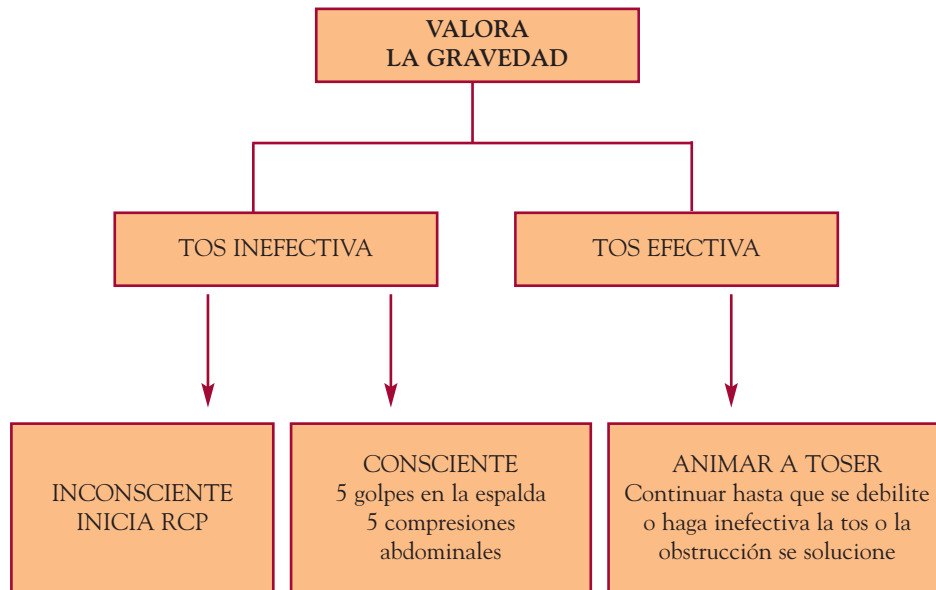 VALORA
LA GRAVEDAD
TOS INEFECTIVA
TOS EFECTIVA
INCONSCIENTE
INICIA RCP
CONSCIENTE
5 golpes en la espalda
5 compresiones
abdominales
ANIMAR A TOSER
Continuar hasta que se debilite
o haga inefectiva la tos o la
obstrucción se solucione